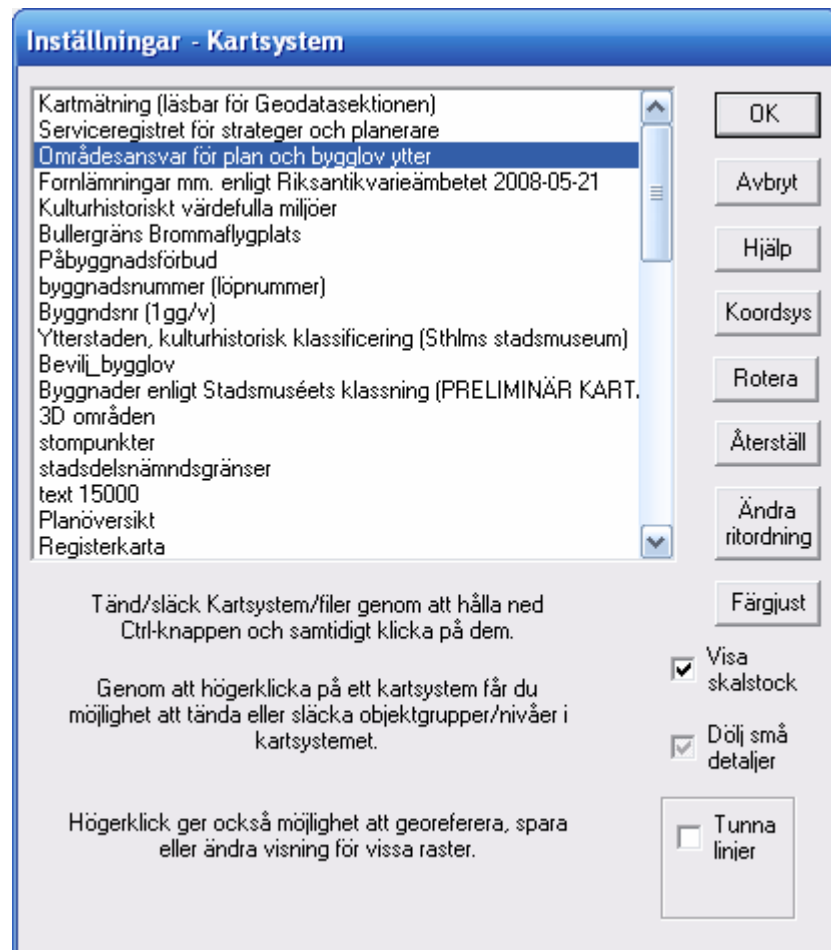 Inställningar - Kartsystem
Kartmätning (läsbar för Geodatasektionen)
Serviceregistret för strateger och planerare
Områdesansvar för plan och bygglov ytter
Fornlämningar mm. enligt Riksantikvarieämbetet 2008-05-21
Kulturhistoriskt värdefulla miljöer
Bullergräns Brommaflygplats
Påbyggnadsförbud
byggnadsnummer (löpnummer)
Byggndsnr (1gg/v)
Ytterstaden, kulturhistorisk klassificering (Sthlms stadsmuseum)
Bevilj_bygglov
Byggnader enligt Stadsmuséets klassning (PRELIMINÄR KART.
3D områden
stompunkter
stadsdelsnämndsgränser
text 15000
Planöversikt
Registerkarta
OK
Avbryt
Hjälp
Koordsys
Rotera
Återställ
Ändra
ritordning
Färgjust
Tänd/släck Kartsystem/filer genom att hålla ned
Ctrl-knappen och samtidigt klicka på dem.
Genom att högerklicka på ett kartsystem får du
möjlighet att tända eller släcka objektgrupper/nivåer i
kartsystemet.
Högerklick ger också möjlighet att georeferera, spara
eller ändra visning för vissa raster.
Visa
skalstock
Dölj små
detaljer
Tunna
linjer